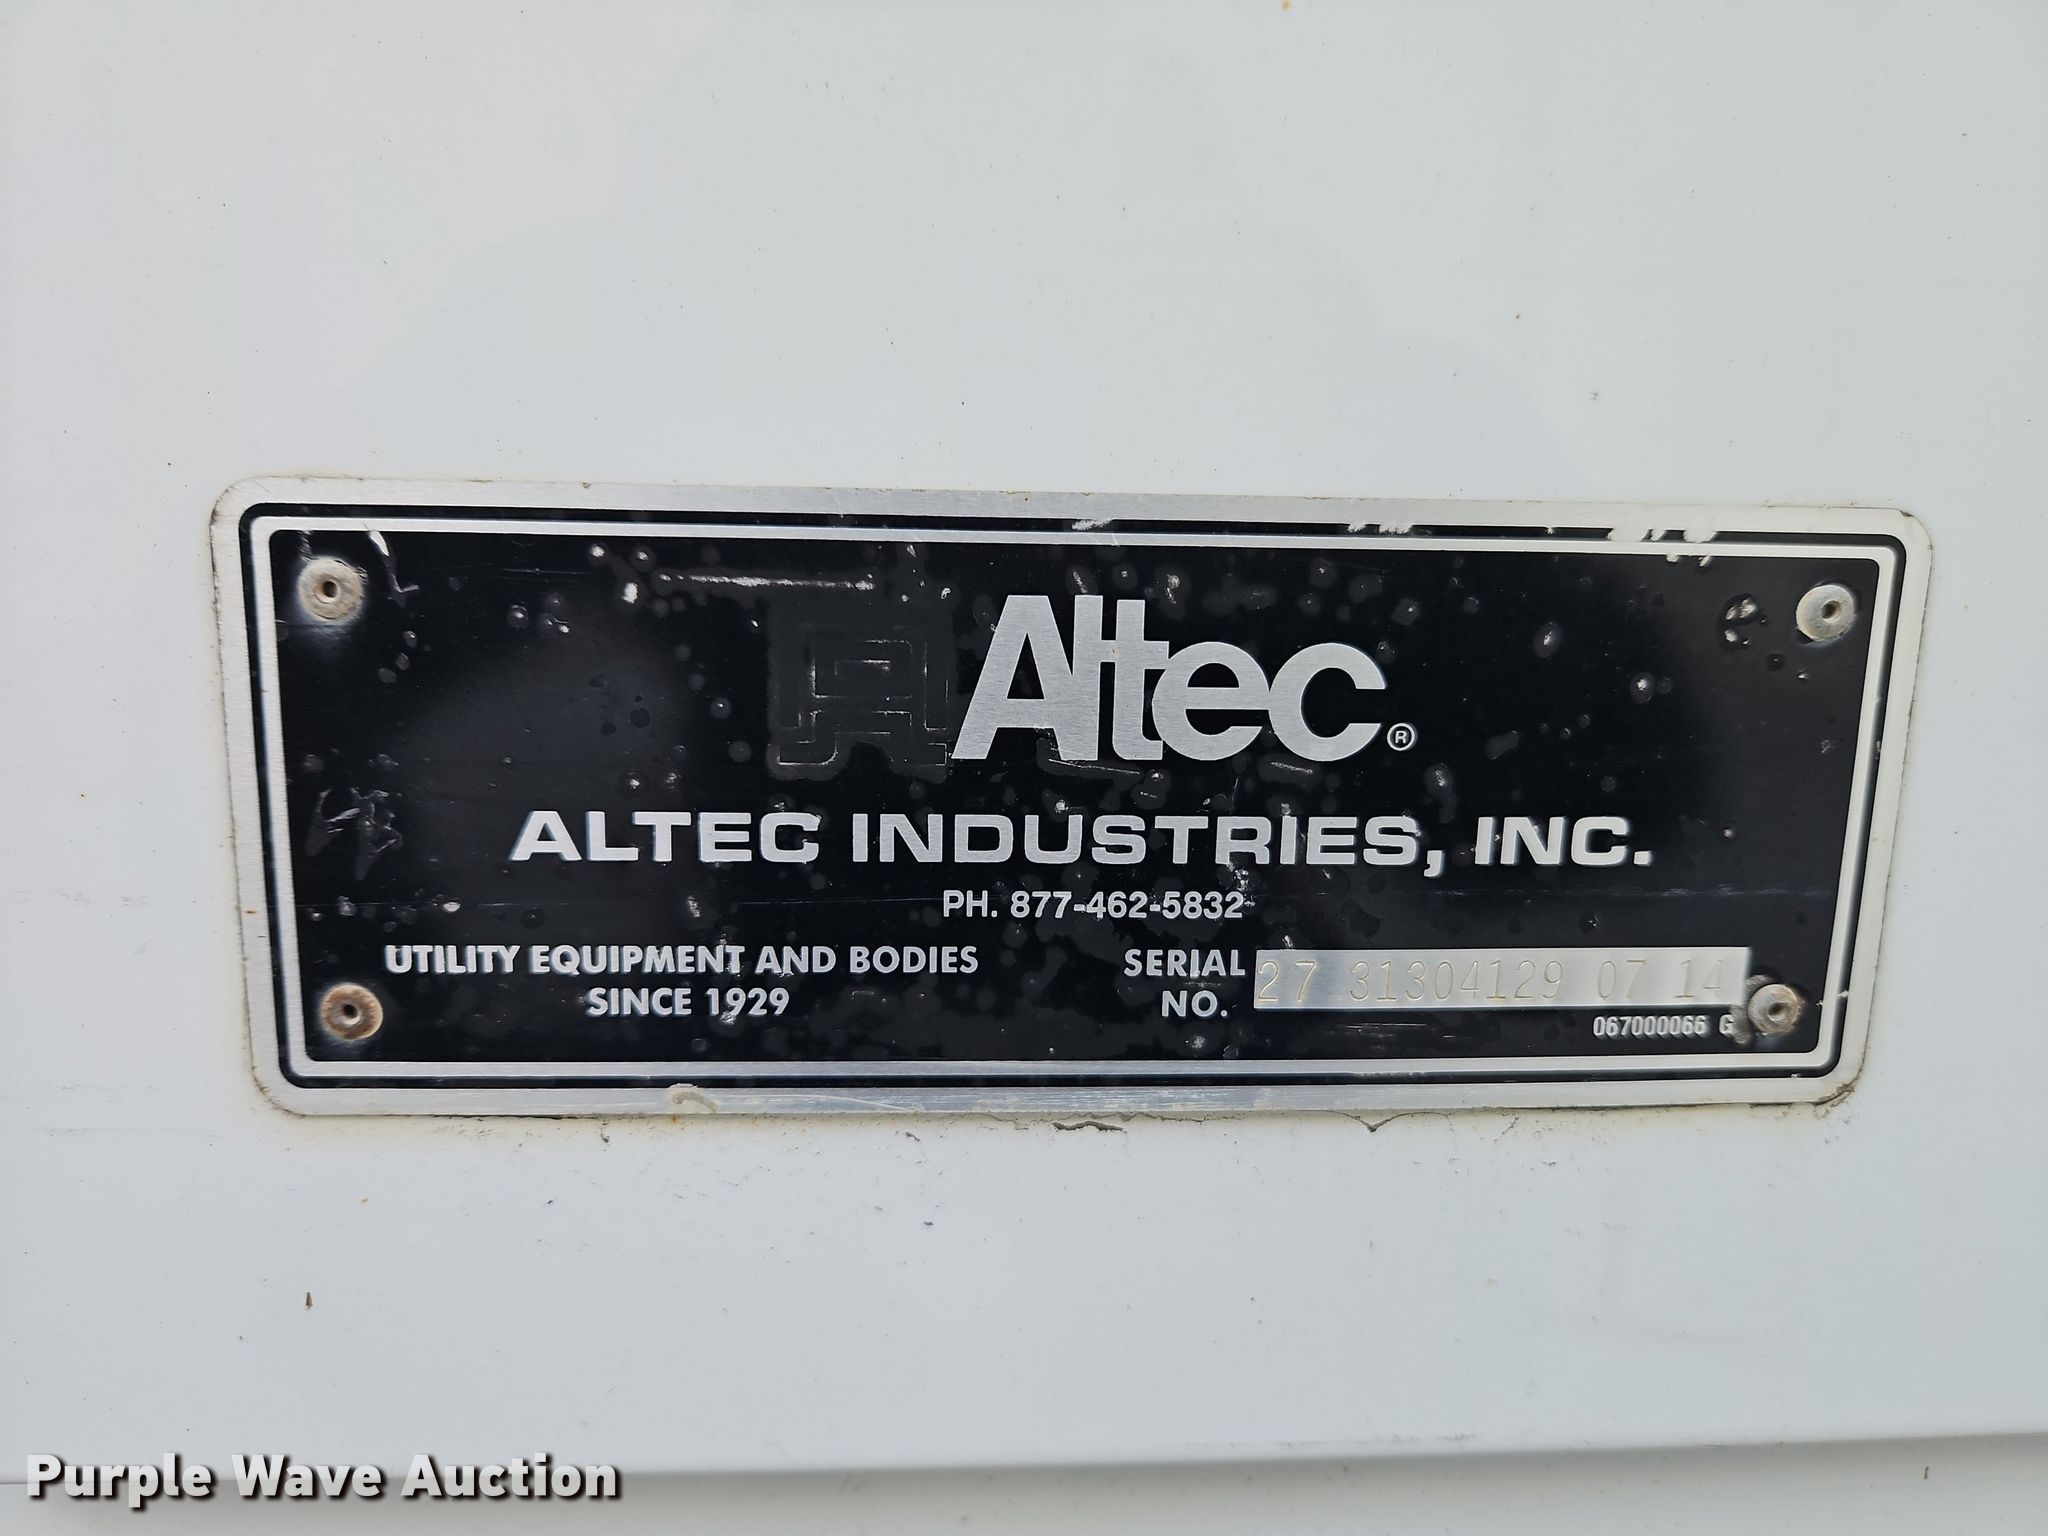 Altec®
ALTEC INDUSTRIES, INC.
PH. 877-462-5832
UTILITY EQUIPMENT AND BODIES
SINCE 1929
SERIAL NO. 27 31304129 07 14
067000066 G
Purple Wave Auction